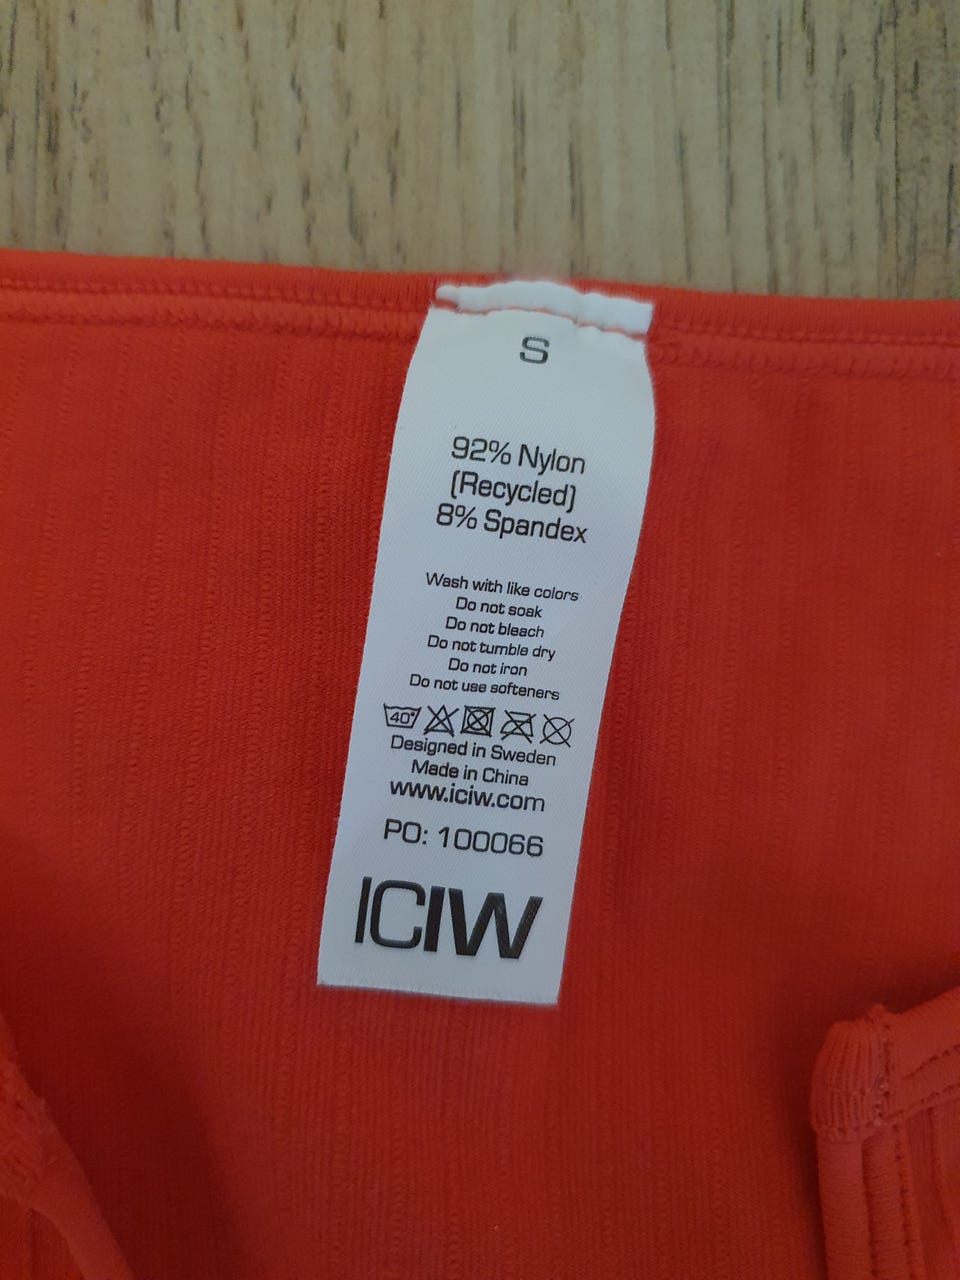 S
92% Nylon
(Recycled)
8% Spandex
Wash with like colors
Do not soak
Do not bleach
Do not tumble dry
Do not iron
Do not use softeners
40°
Designed in Sweden
Made in China
www.iciw.com
PO: 100066
ICIW